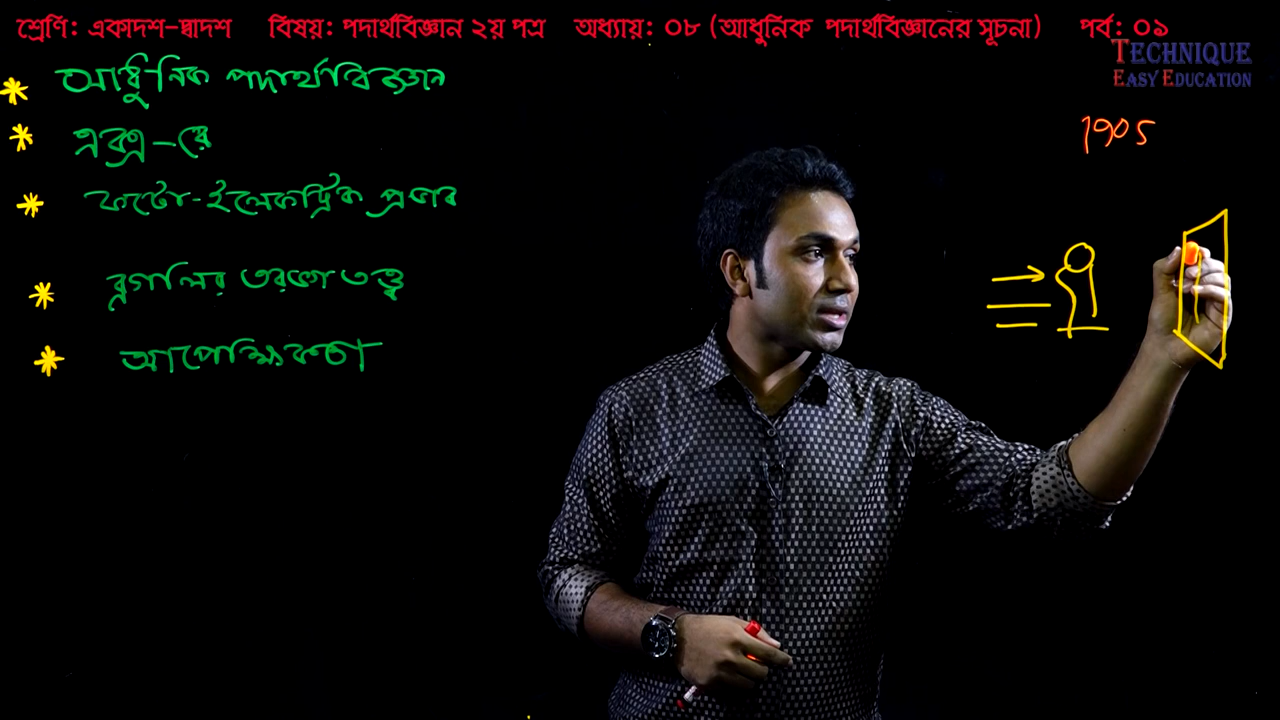 শ্রেণি: একাদশ-দ্বাদশ বিষয়: পদার্থবিজ্ঞান ২য় পত্র অধ্যায়: ০৮ (আধুনিক পদার্থবিজ্ঞানের সূচনা) পর্ব: ০১
TECHNIQUE
EASY EDUCATION
আধুনিক পদার্থবিজ্ঞান
এক্স-রে
ফটো-ইলেকট্রিক প্রভাব
ব্রগলির তরঙ্গ তত্ত্ব
আপেক্ষিকতা
1905